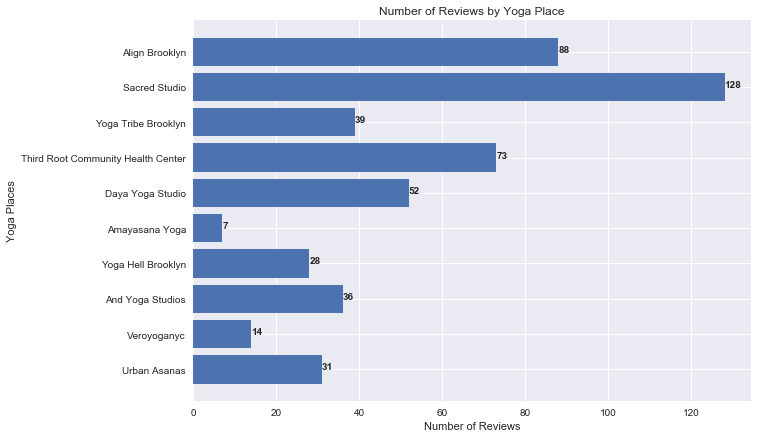 Number of Reviews by Yoga Place
Align Brooklyn 88
Sacred Studio 128
Yoga Tribe Brooklyn 39
Third Root Community Health Center 73
Daya Yoga Studio 52
Amayasana Yoga 7
Yoga Hell Brooklyn 28
And Yoga Studios 36
Veroyoganyc 14
Urban Asanas 31
Yoga Places
0 20 40 60 80 100 120
Number of Reviews